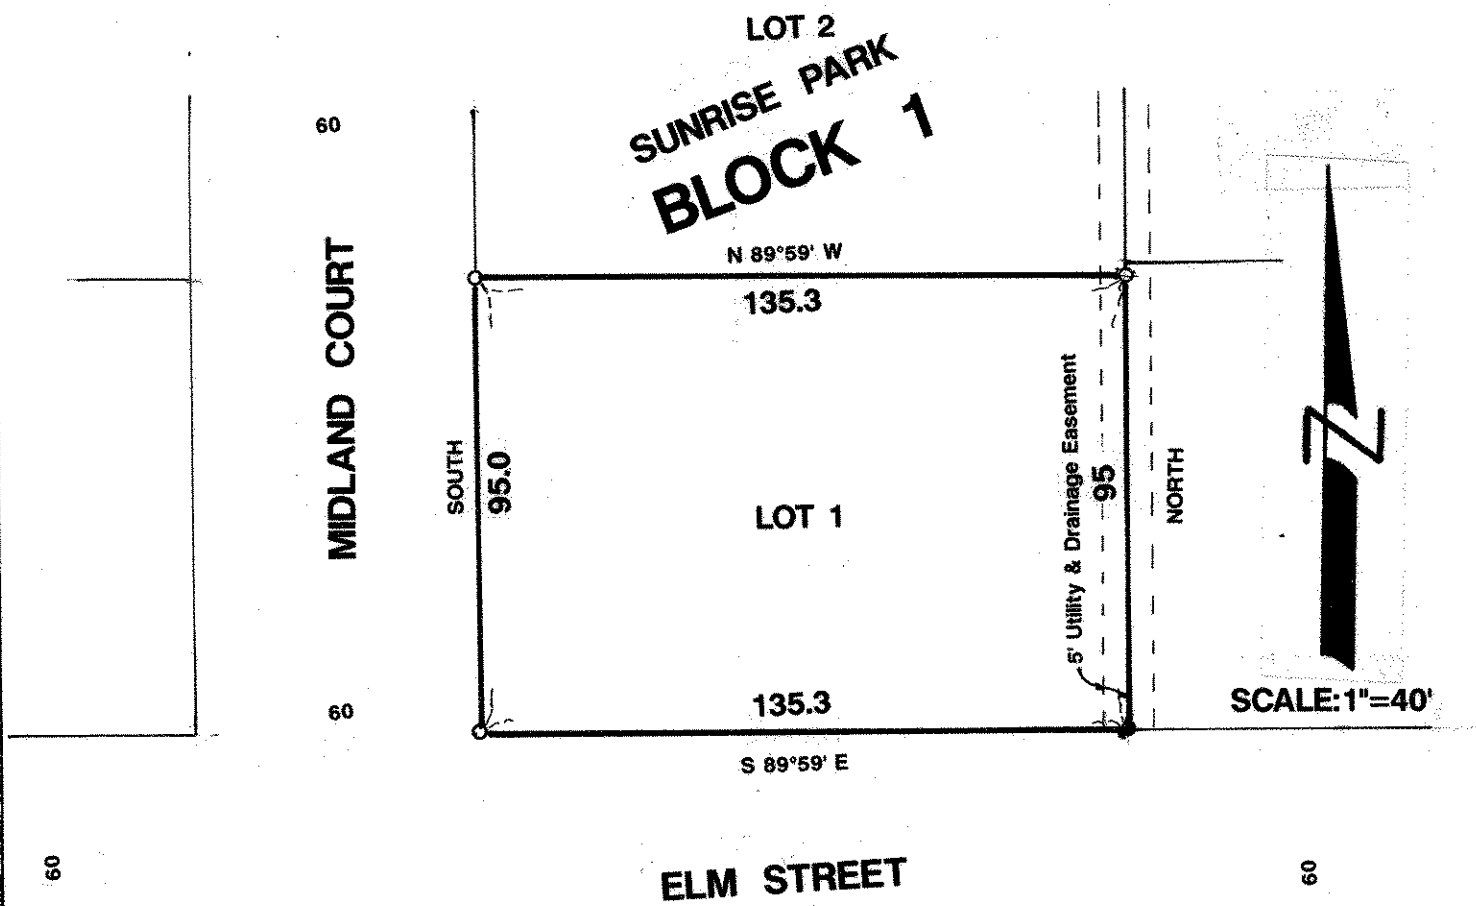 LOT 2
SUNRISE PARK
BLOCK 1
60
N 89°59' W
135.3
MIDLAND COURT
SOUTH
95.0
LOT 1
5' Utility & Drainage Easement
95
NORTH
N
SCALE:1"=40'
60
135.3
S 89°59' E
60
ELM STREET
60